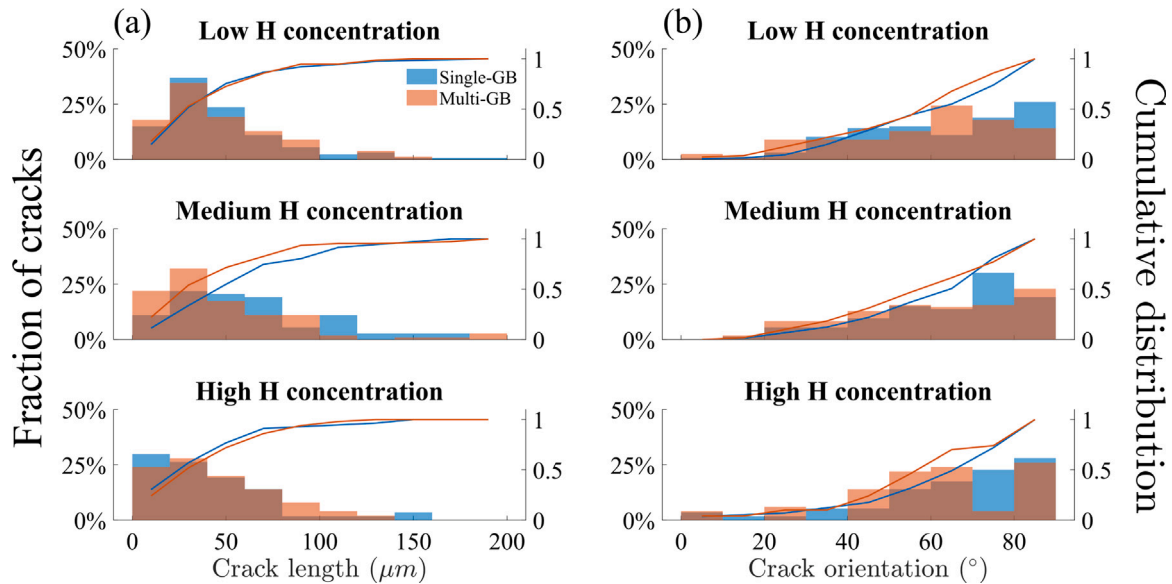 (a)
Low H concentration
50%
25%
0%
1
0.5
0
Single-GB
Multi-GB
Medium H concentration
50%
25%
0%
1
0.5
0
High H concentration
50%
25%
0%
1
0.5
0
0 50 100 150 200
Crack length (μm)
Fraction of cracks
(b)
Low H concentration
50%
25%
0%
1
0.5
0
Medium H concentration
50%
25%
0%
1
0.5
0
High H concentration
50%
25%
0%
1
0.5
0
0 20 40 60 80
Crack orientation (°)
Cumulative distribution